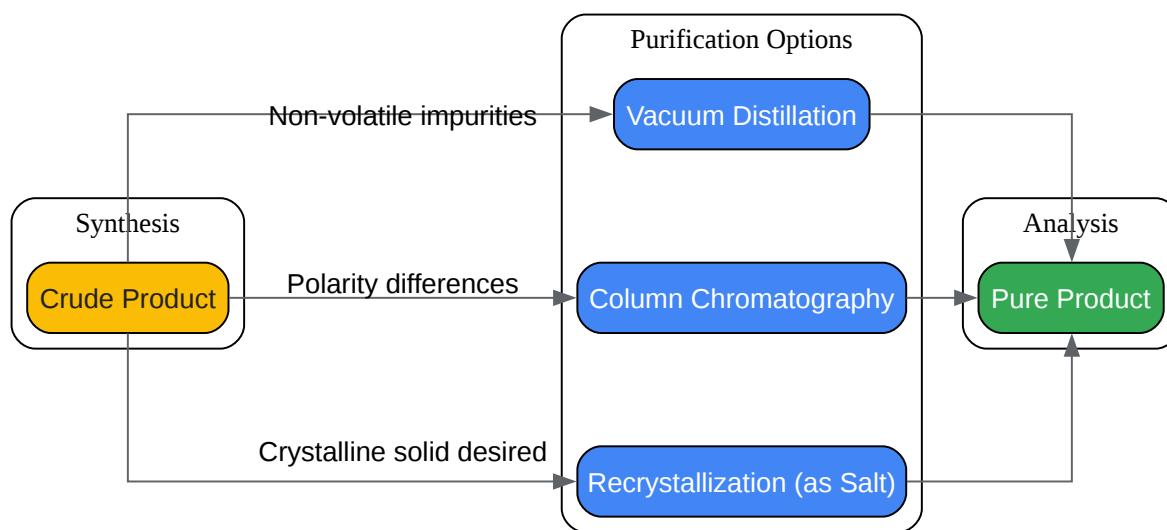 Purification Options
Non-volatile impurities
Vacuum Distillation
Synthesis
Analysis
Crude Product
Polarity differences
Column Chromatography
Pure Product
Crystalline solid desired
Recrystallization (as Salt)